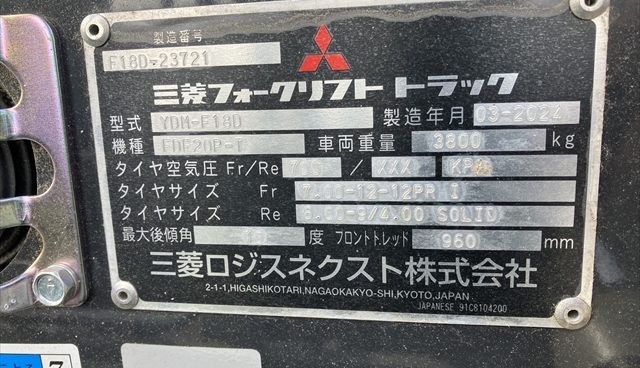 製造番号
F18D-23721
三菱フォークリフト トラック
型式 YDM-F18D 製造年月 03-2024
機種 FDE20P-I 車両重量 3800 kg
タイヤ空気圧 Fr/Re 700 / XXX KPa
タイヤサイズ Fr 7.00-12-12PR I
タイヤサイズ Re 6.00-9/4.00 SOLID
最大後傾角 度 フロントトレッド 960 mm
三菱ロジスネクスト株式会社
2-1-1,HIGASHIKOTARI,NAGAOKAKYO-SHI,KYOTO,JAPAN
JAPANESE 91C8104200